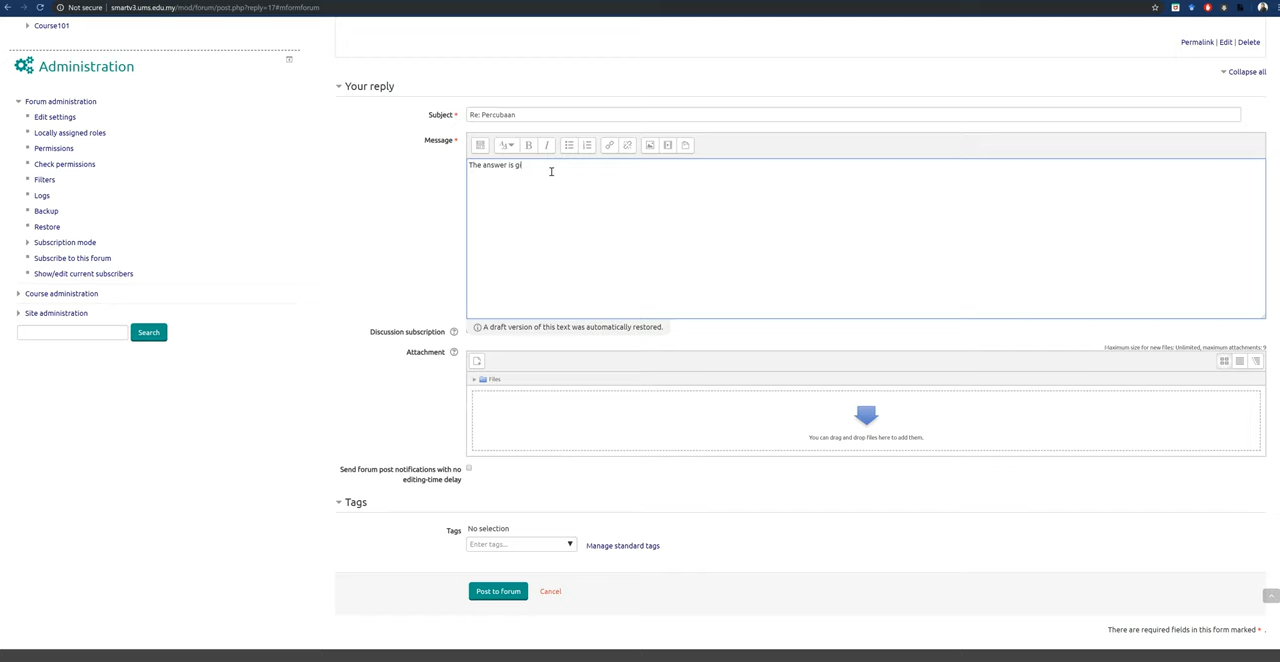 Not secure | smartv3.ums.edu.my/mod/forum/post.php?reply=17#mformforum
Course101
Permalink | Edit | Delete
Administration
Collapse all
Your reply
Forum administration
Edit settings
Subject * Re: Percubaan
Locally assigned roles
Message *
Permissions
Check permissions
The answer is gi
Filters
Logs
Backup
Restore
Subscription mode
Subscribe to this forum
Show/edit current subscribers
Course administration
Site administration
Search
A draft version of this text was automatically restored.
Discussion subscription
Maximum size for new files: Unlimited, maximum attachments: 9
Attachment
Files
You can drag and drop files here to add them.
Send forum post notifications with no
editing-time delay
Tags
Tags No selection
Enter tags... Manage standard tags
Post to forum Cancel
There are required fields in this form marked * .